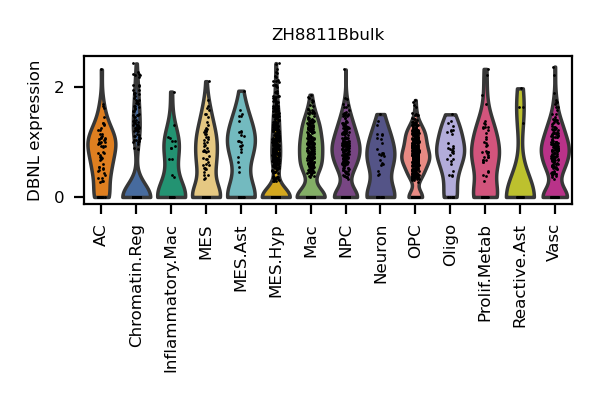 ZH8811Bbulk
DBNL expression
2
0
AC
Chromatin.Reg
Inflammatory.Mac
MES
MES.Ast
MES.Hyp
Mac
NPC
Neuron
OPC
Oligo
Prolif.Metab
Reactive.Ast
Vasc